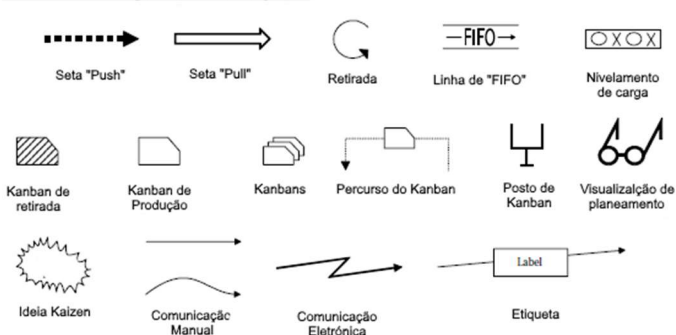 FIFO
OXOX
Seta "Push"
Seta "Pull"
Retirada
Linha de "FIFO"
Nivelamento
de carga
Kanban de
retirada
Kanban de
Produção
Kanbans
Percurso do Kanban
Posto de
Kanban
Visualizalção de
planeamento
Label
Ideia Kaizen
Comunicação
Manual
Comunicação
Eletrónica
Etiqueta